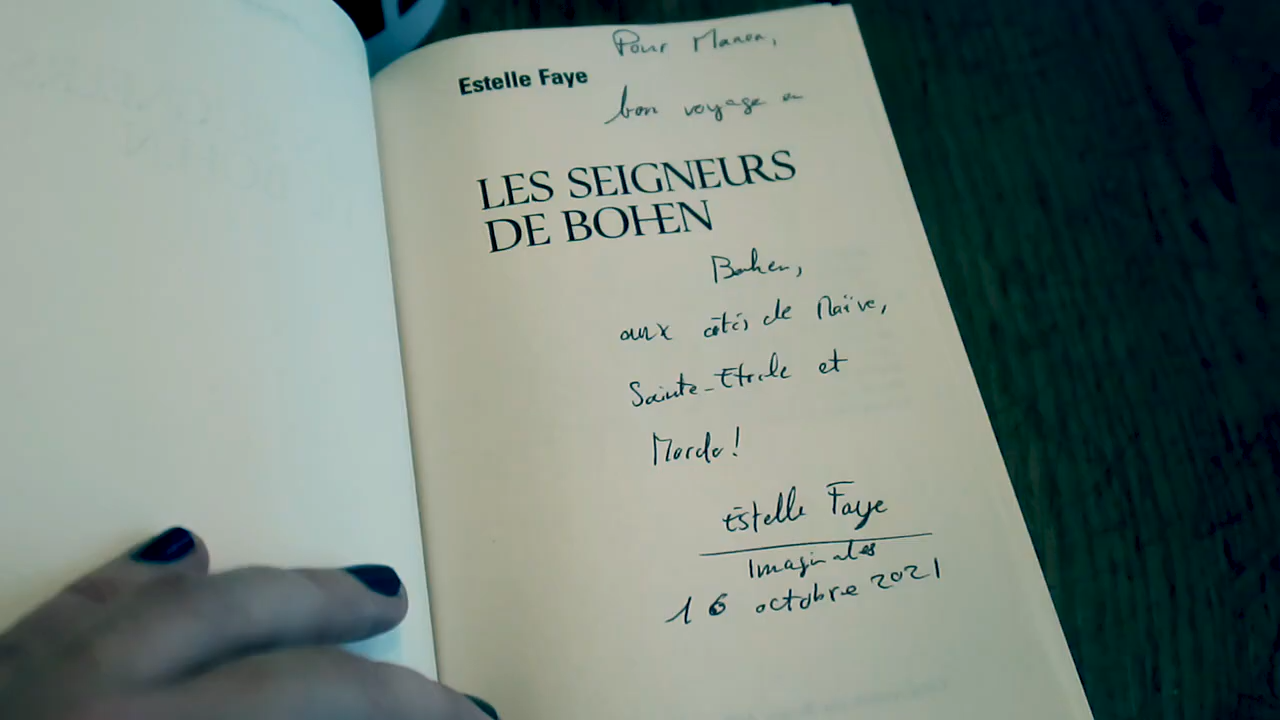 Pour Manon,
Estelle Faye
bon voyage en
LES SEIGNEURS
DE BOHEN
Bohen,
aux côtés de Maïve,
Sainte-Etoile et
Morde!
Estelle Faye
Imaginales
16 octobre 2021